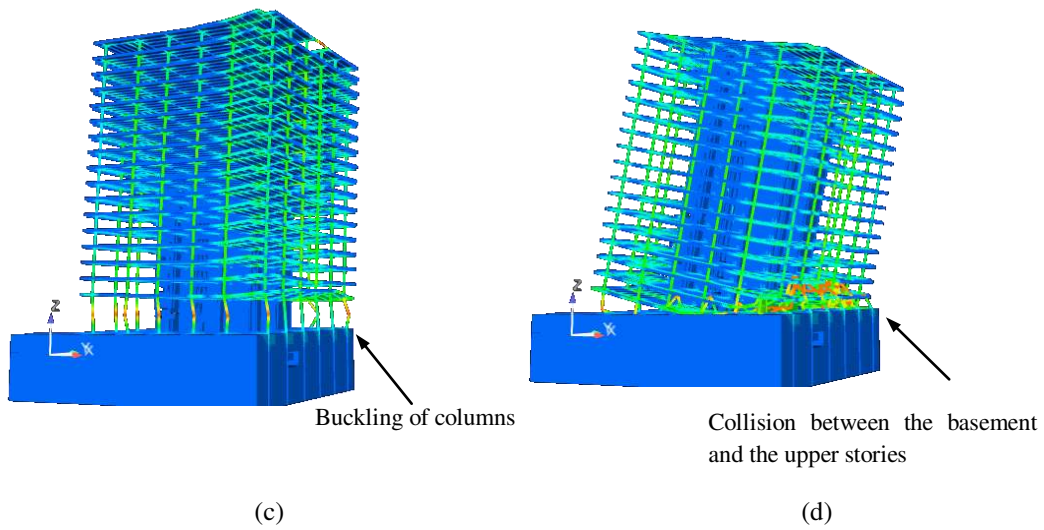 Z
Z
Buckling of columns
Collision between the basement
and the upper stories
(c)
(d)